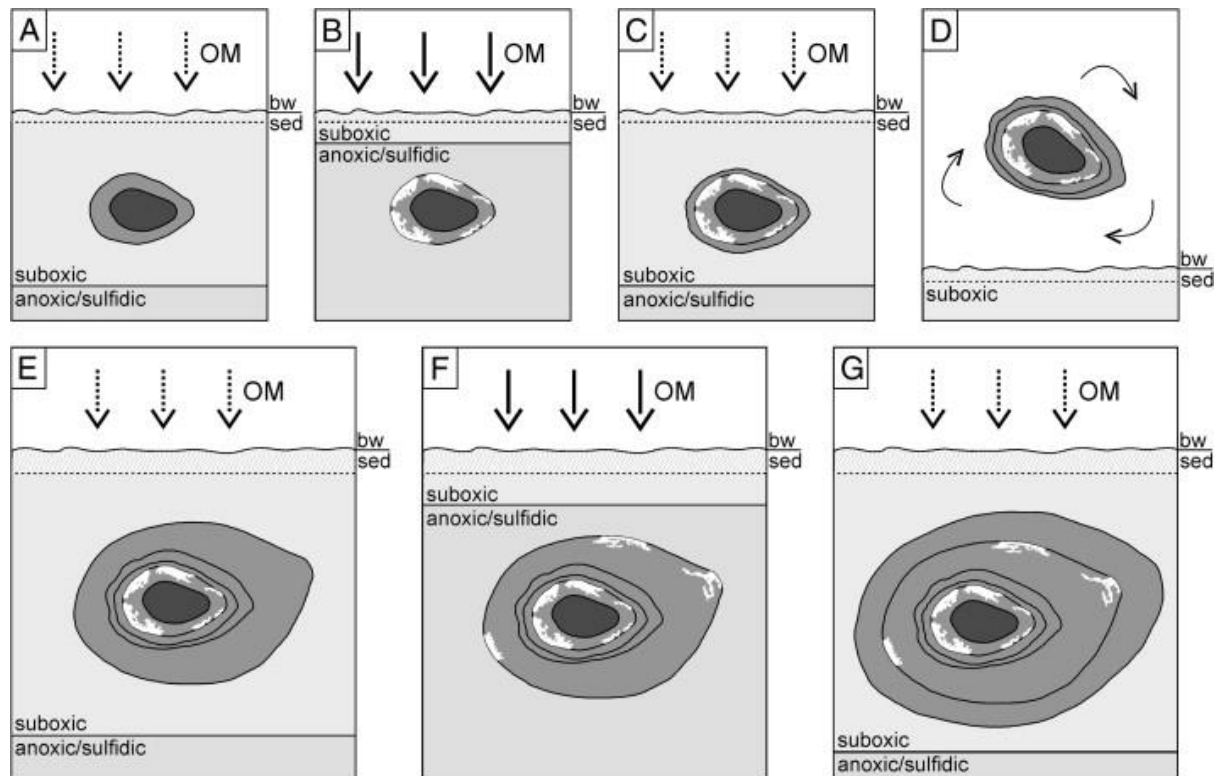 A
OM
bw
sed
suboxic
anoxic/sulfidic
B
OM
bw
sed
suboxic
anoxic/sulfidic
C
OM
bw
sed
suboxic
anoxic/sulfidic
D
bw
sed
suboxic
E
OM
bw
sed
suboxic
anoxic/sulfidic
F
OM
bw
sed
suboxic
anoxic/sulfidic
G
OM
bw
sed
suboxic
anoxic/sulfidic